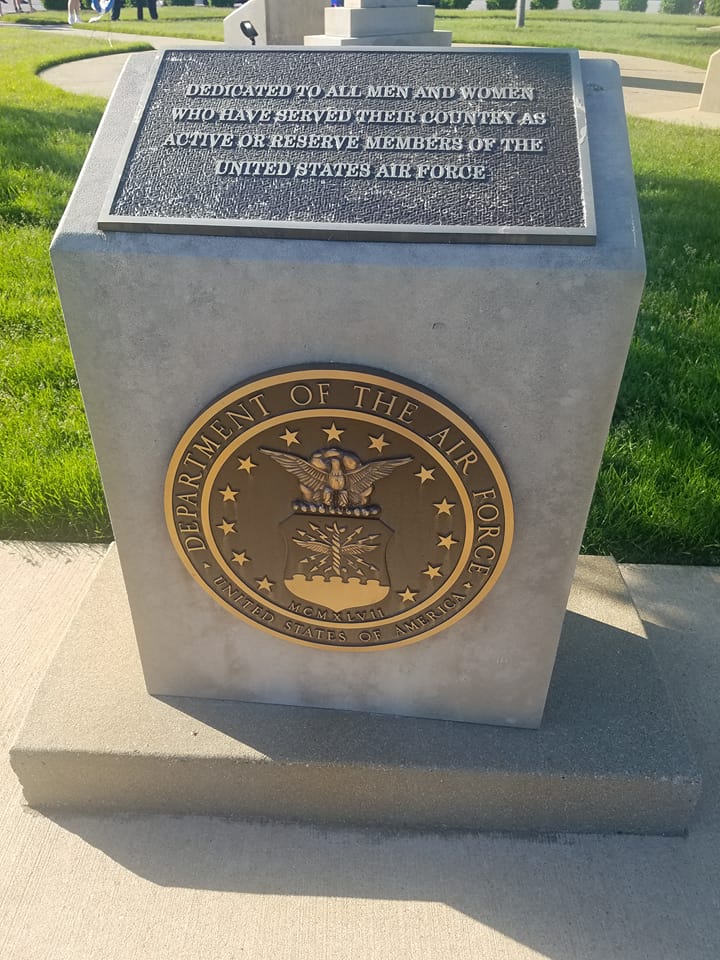 DEDICATED TO ALL MEN AND WOMEN
WHO HAVE SERVED THEIR COUNTRY AS
ACTIVE OR RESERVE MEMBERS OF THE
UNITED STATES AIR FORCE
DEPARTMENT OF THE AIR FORCE
MCMXLVII
UNITED STATES OF AMERICA